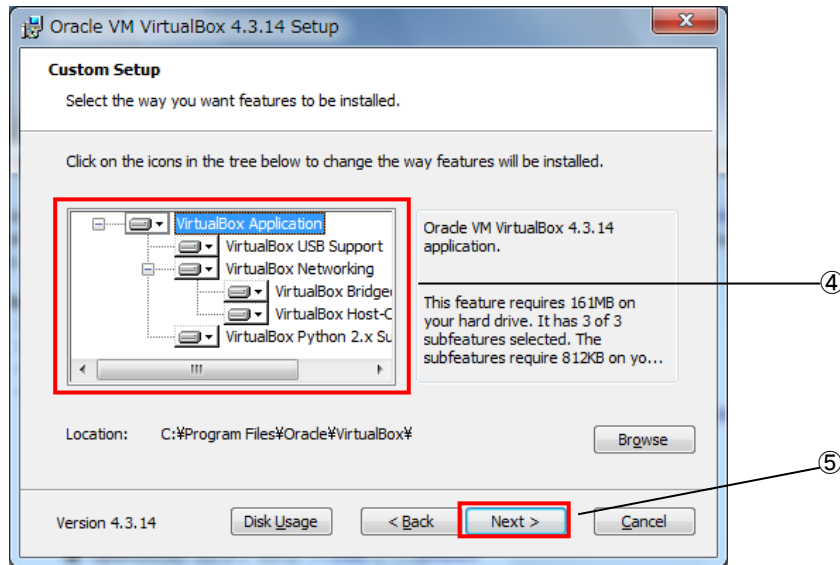 Oracle VM VirtualBox 4.3.14 Setup
Custom Setup
Select the way you want features to be installed.
Click on the icons in the tree below to change the way features will be installed.
VirtualBox Application
VirtualBox USB Support
VirtualBox Networking
VirtualBox Bridge
VirtualBox Host-C
VirtualBox Python 2.x Su
Oracle VM VirtualBox 4.3.14
application.
This feature requires 161MB on
your hard drive. It has 3 of 3
subfeatures selected. The
subfeatures require 812KB on yo...
④
Location: C:¥Program Files¥Oracle¥VirtualBox¥
Browse
⑤
Version 4.3.14
Disk Usage
< Back
Next >
Cancel